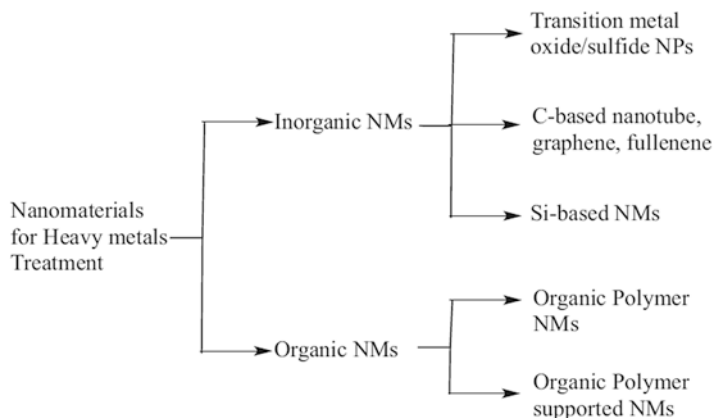 Transition metal
oxide/sulfide NPs
Inorganic NMs
C-based nanotube,
graphene, fullenene
Nanomaterials
for Heavy metals
Treatment
Si-based NMs
Organic Polymer
NMs
Organic NMs
Organic Polymer
supported NMs